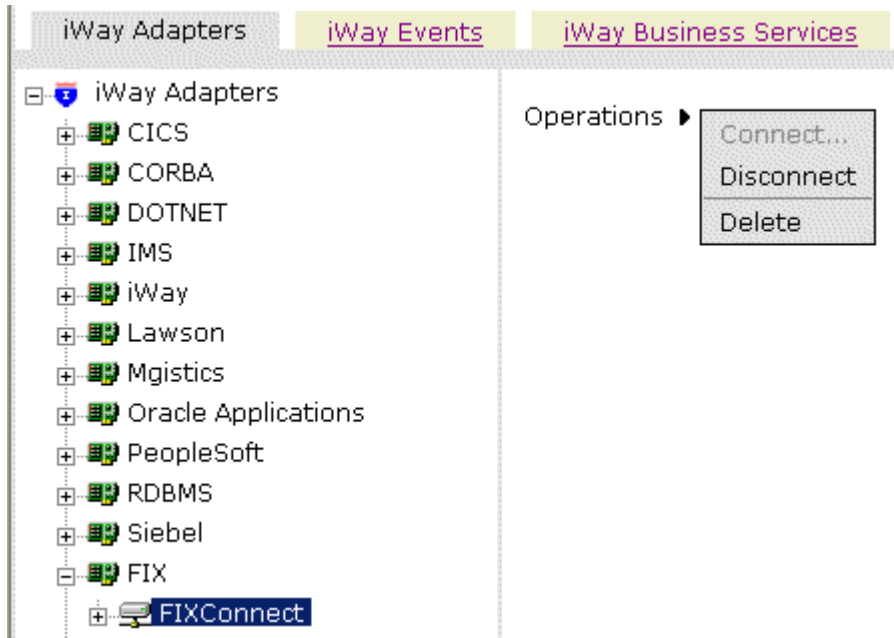 iWay Adapters iWay Events iWay Business Services
iWay Adapters
CICS
CORBA
DOTNET
IMS
iWay
Lawson
Mgistics
Oracle Applications
PeopleSoft
RDBMS
Siebel
FIX
FIXConnect
Operations
Connect...
Disconnect
Delete